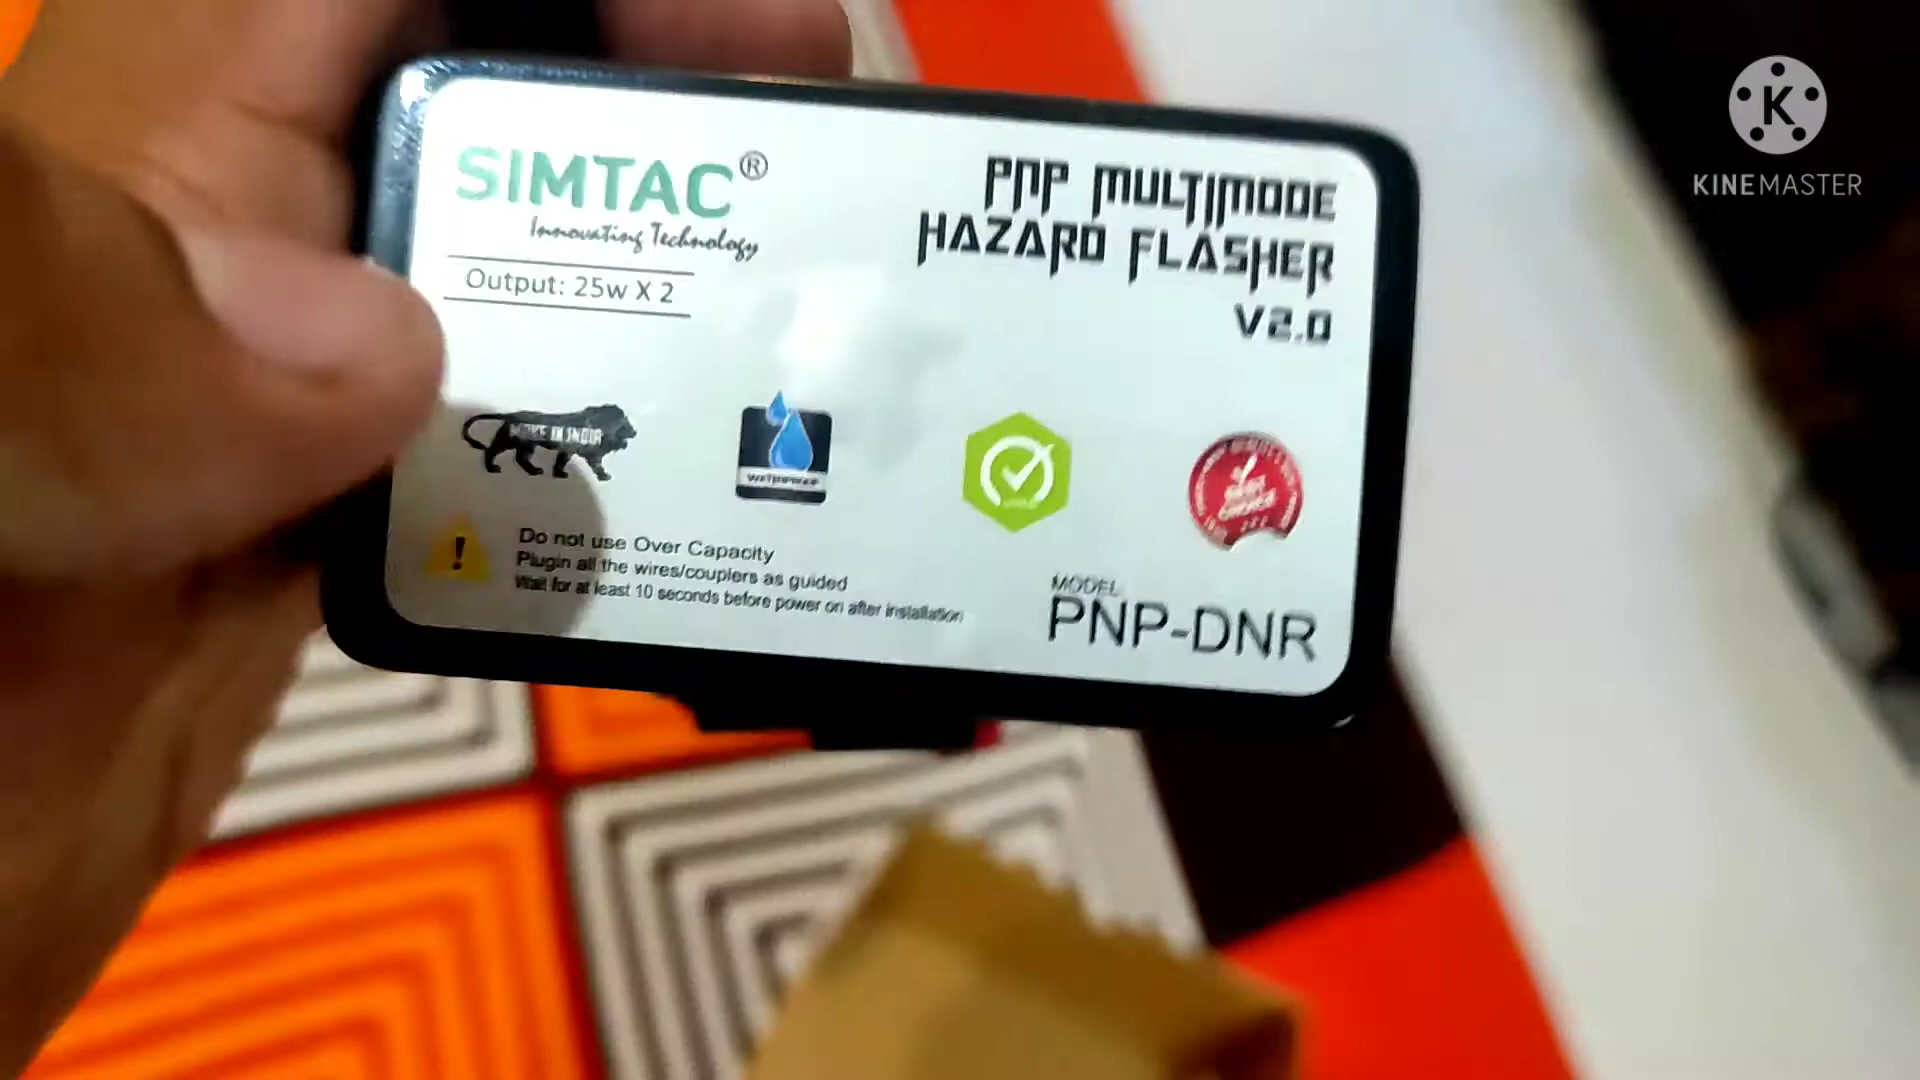 SIMTAC®
Innovating Technology
Output: 25w X 2
PNP MULTIMODE
HAZARD FLASHER
V2.0
MAKE IN INDIA
Do not use Over Capacity
Plugin all the wires/couplers as guided
Wait for at least 10 seconds before power on after installation
MODEL
PNP-DNR
K
KINEMASTER